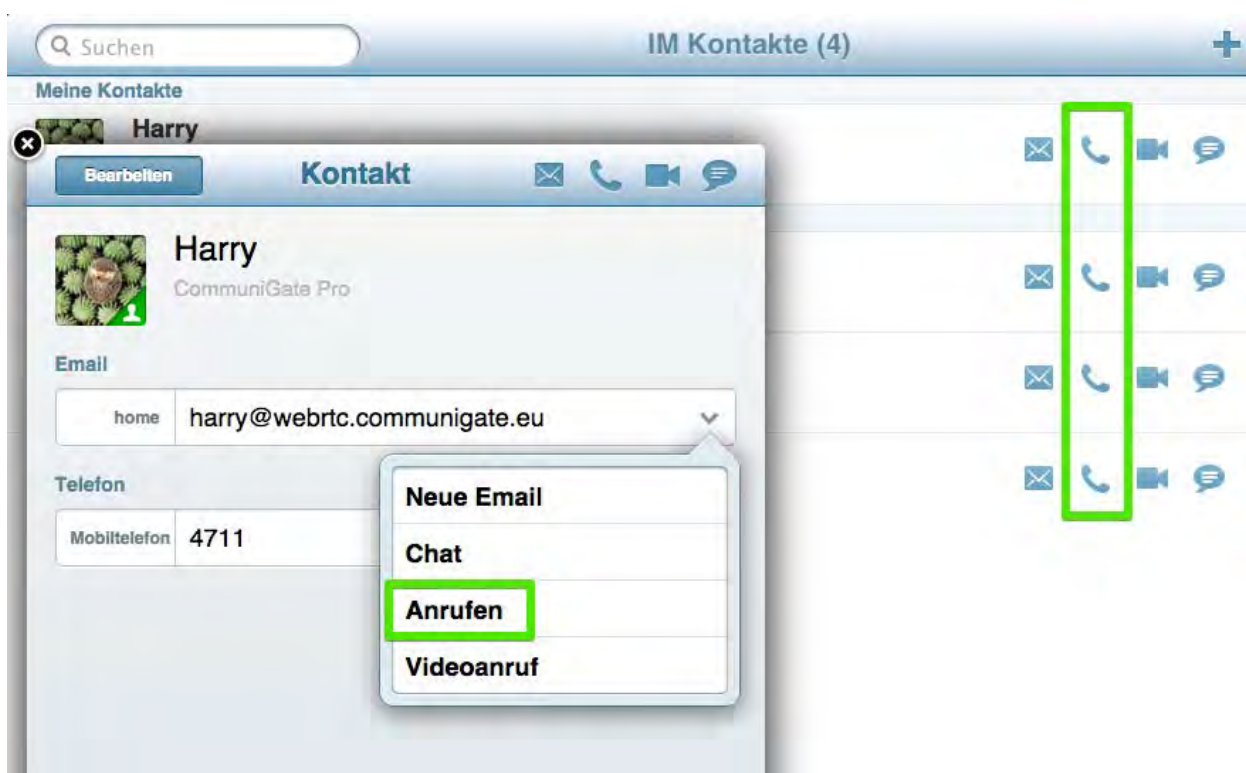 Suchen
IM Kontakte (4)
Meine Kontakte
Harry
Bearbeiten
Kontakt
Harry
CommuniGate Pro
Email
home
harry@webrtc.communigate.eu
Telefon
Mobiltelefon
4711
Neue Email
Chat
Anrufen
Videoanruf